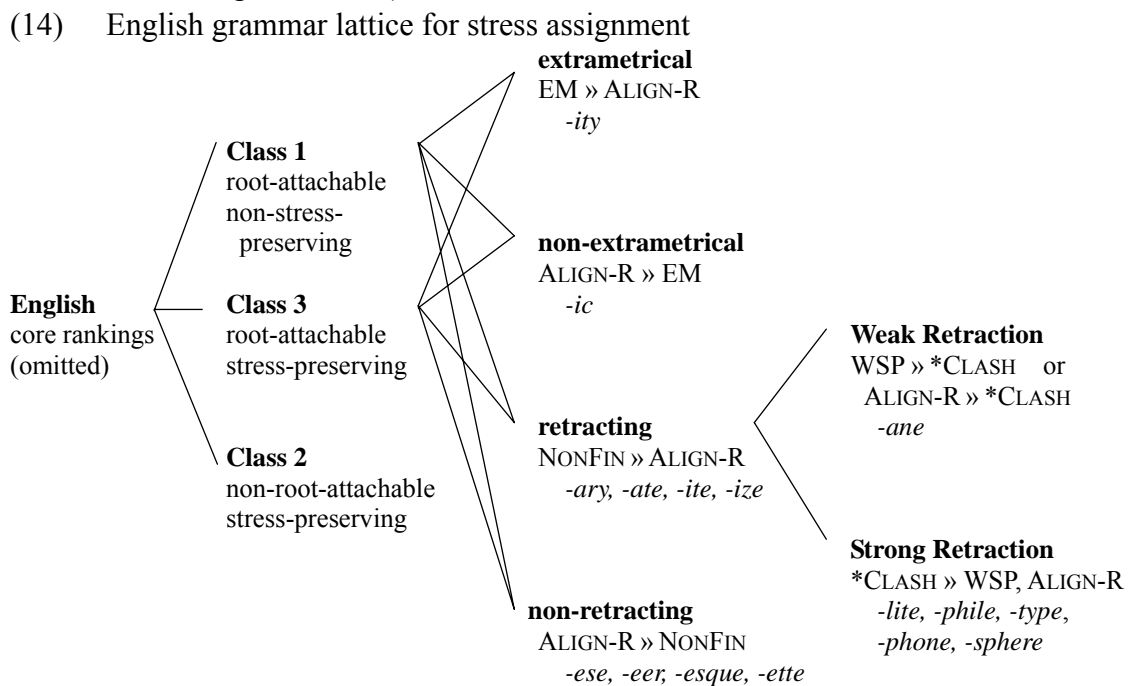 (14) English grammar lattice for stress assignment
extrametrical
EM » ALIGN-R
-ity
Class 1
root-attachable
non-stress-
preserving
non-extrametrical
ALIGN-R » EM
-ic
English
core rankings
(omitted)
Class 3
root-attachable
stress-preserving
Weak Retraction
WSP » *CLASH or
ALIGN-R » *CLASH
-ane
retracting
NONFIN » ALIGN-R
-ary, -ate, -ite, -ize
Class 2
non-root-attachable
stress-preserving
Strong Retraction
*CLASH » WSP, ALIGN-R
-lite, -phile, -type,
-phone, -sphere
non-retracting
ALIGN-R » NONFIN
-ese, -eer, -esque, -ette